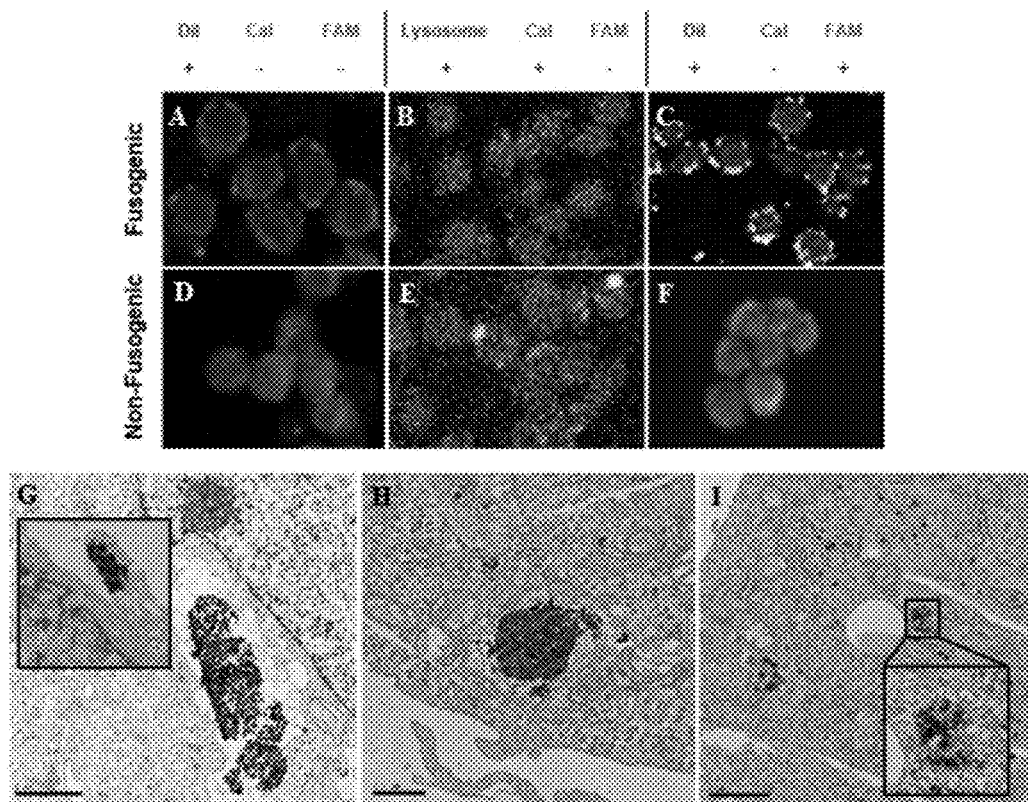 DiI Cal FAM Lysosome Cal FAM DiI Cal FAM
+ - - + + - + - +
Fusogenic
A B C
Non-Fusogenic
D E F
G H I